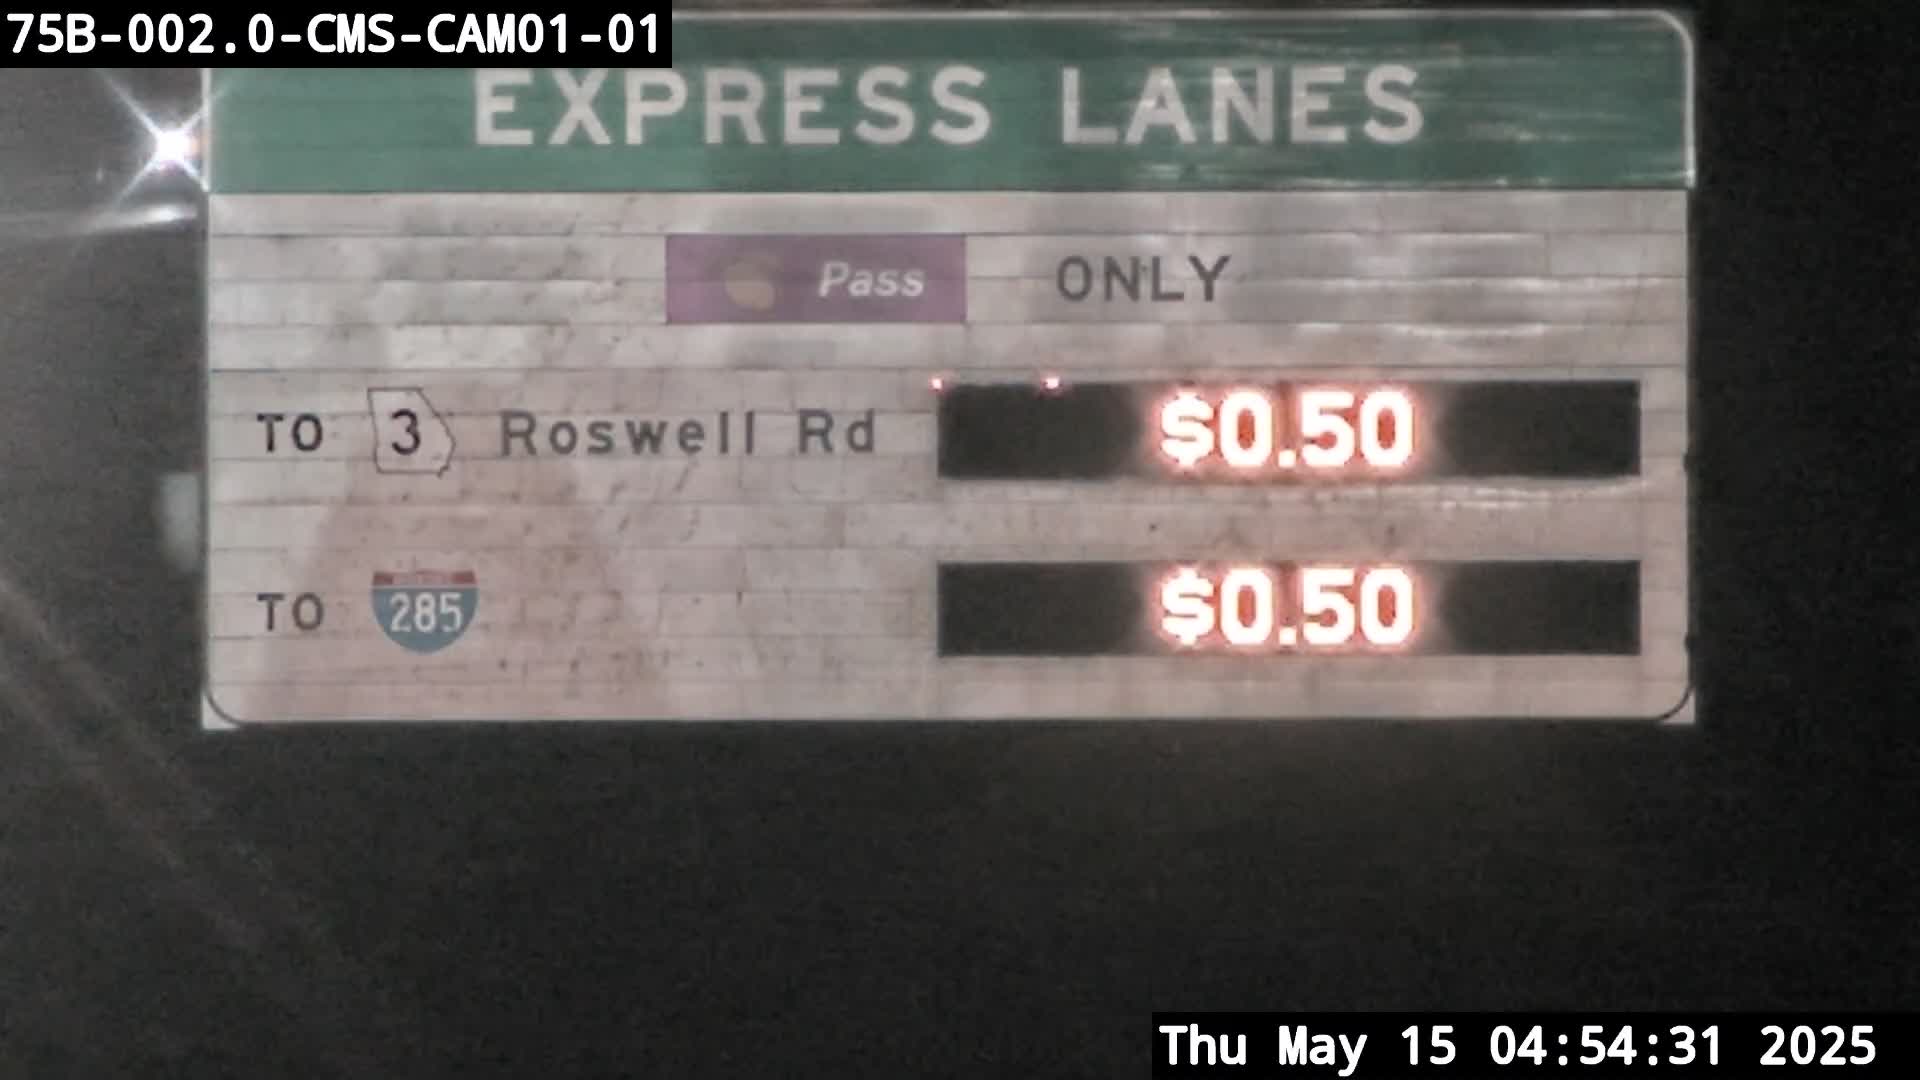 75B-002.0-CMS-CAM01-01
EXPRESS LANES
Pass ONLY
TO 3 Roswell Rd $0.50
TO 285 $0.50
Thu May 15 04:54:31 2025